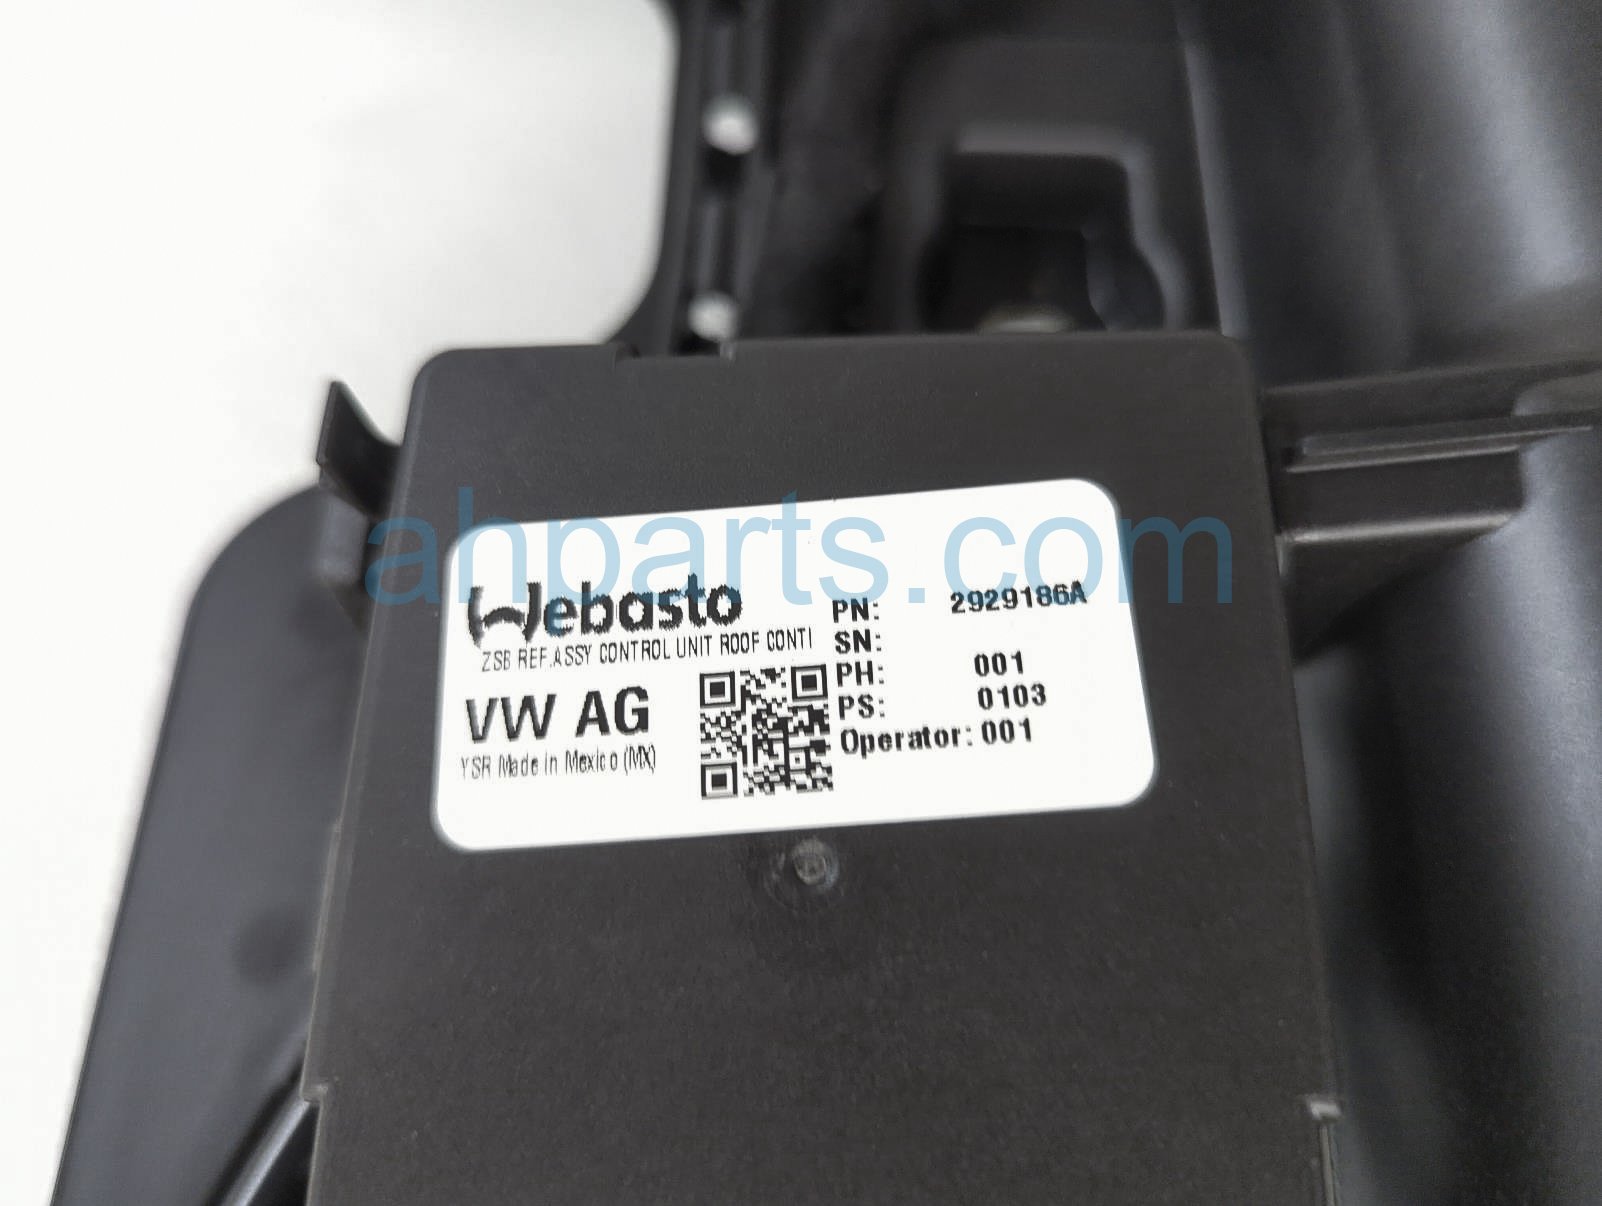 ahparts.com
Webasto
ZSB REF.ASSY CONTROL UNIT ROOF CONTI
VW AG
YSR Made in Mexico (MX)
PN: 2929186A
SN:
PH: 001
PS: 0103
Operator: 001